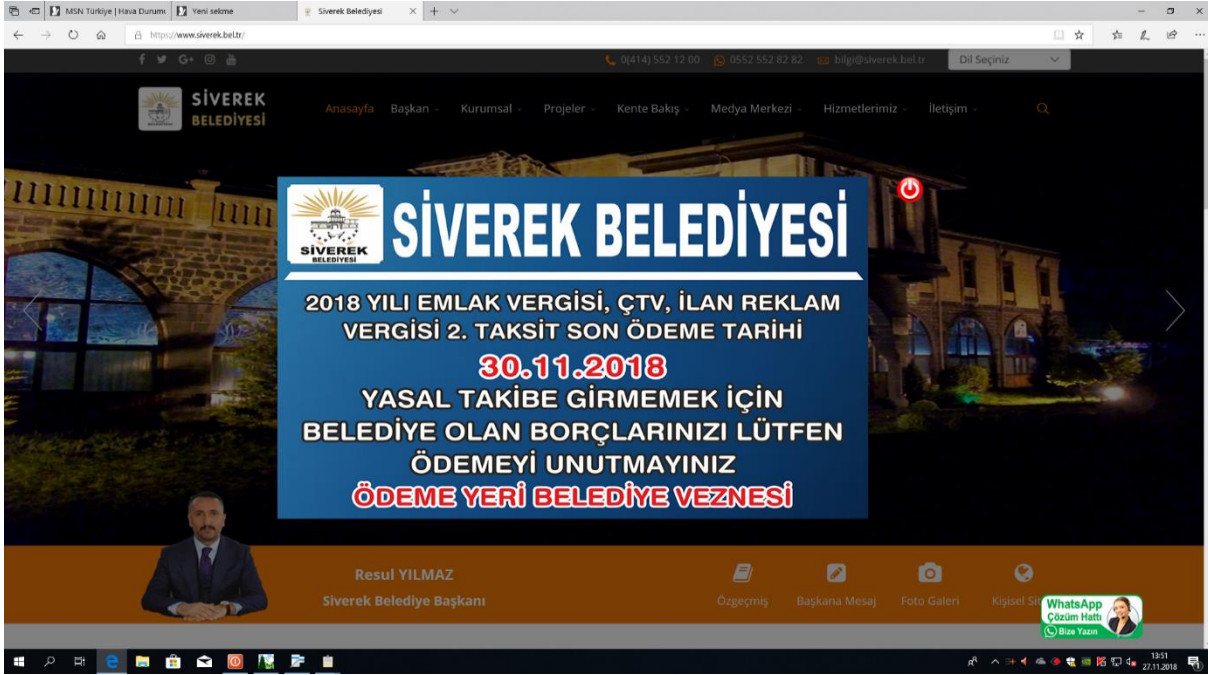 MSN Türkiye | Hava Durumu
Yeni sekme
Siverek Belediyesi
https://www.siverek.bel.tr/
0(414) 552 12 00
0552 552 82 82
bilgi@siverek.bel.tr
Dil Seçiniz
SİVEREK
BELEDİYESİ
Anasayfa Başkan Kurumsal Projeler Kente Bakış Medya Merkezi Hizmetlerimiz İletişim
SİVEREK
BELEDİYESİ
SİVEREK BELEDİYESİ
2018 YILI EMLAK VERGİSİ, ÇTV, İLAN REKLAM
VERGİSİ 2. TAKSİT SON ÖDEME TARİHİ
30.11.2018
YASAL TAKİBE GİRMEMEK İÇİN
BELEDİYE OLAN BORÇLARINIZI LÜTFEN
ÖDEMEYİ UNUTMAYINIZ
ÖDEME YERİ BELEDİYE VEZNESİ
Resul YILMAZ
Siverek Belediye Başkanı
Özgeçmiş Başkana Mesaj Foto Galeri Kişisel
WhatsApp
Çözüm Hattı
Bize Yazın
13:51
27.11.2018